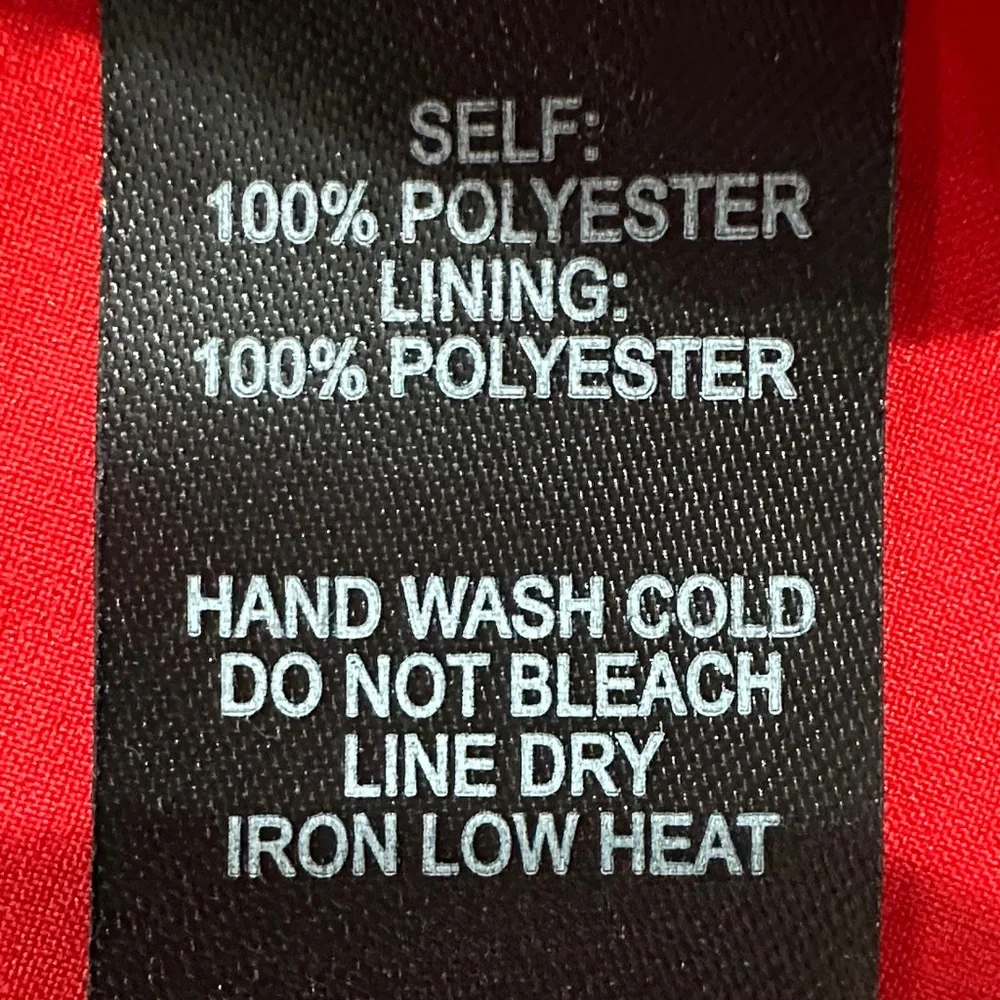 SELF:
100% POLYESTER
LINING:
100% POLYESTER
HAND WASH COLD
DO NOT BLEACH
LINE DRY
IRON LOW HEAT